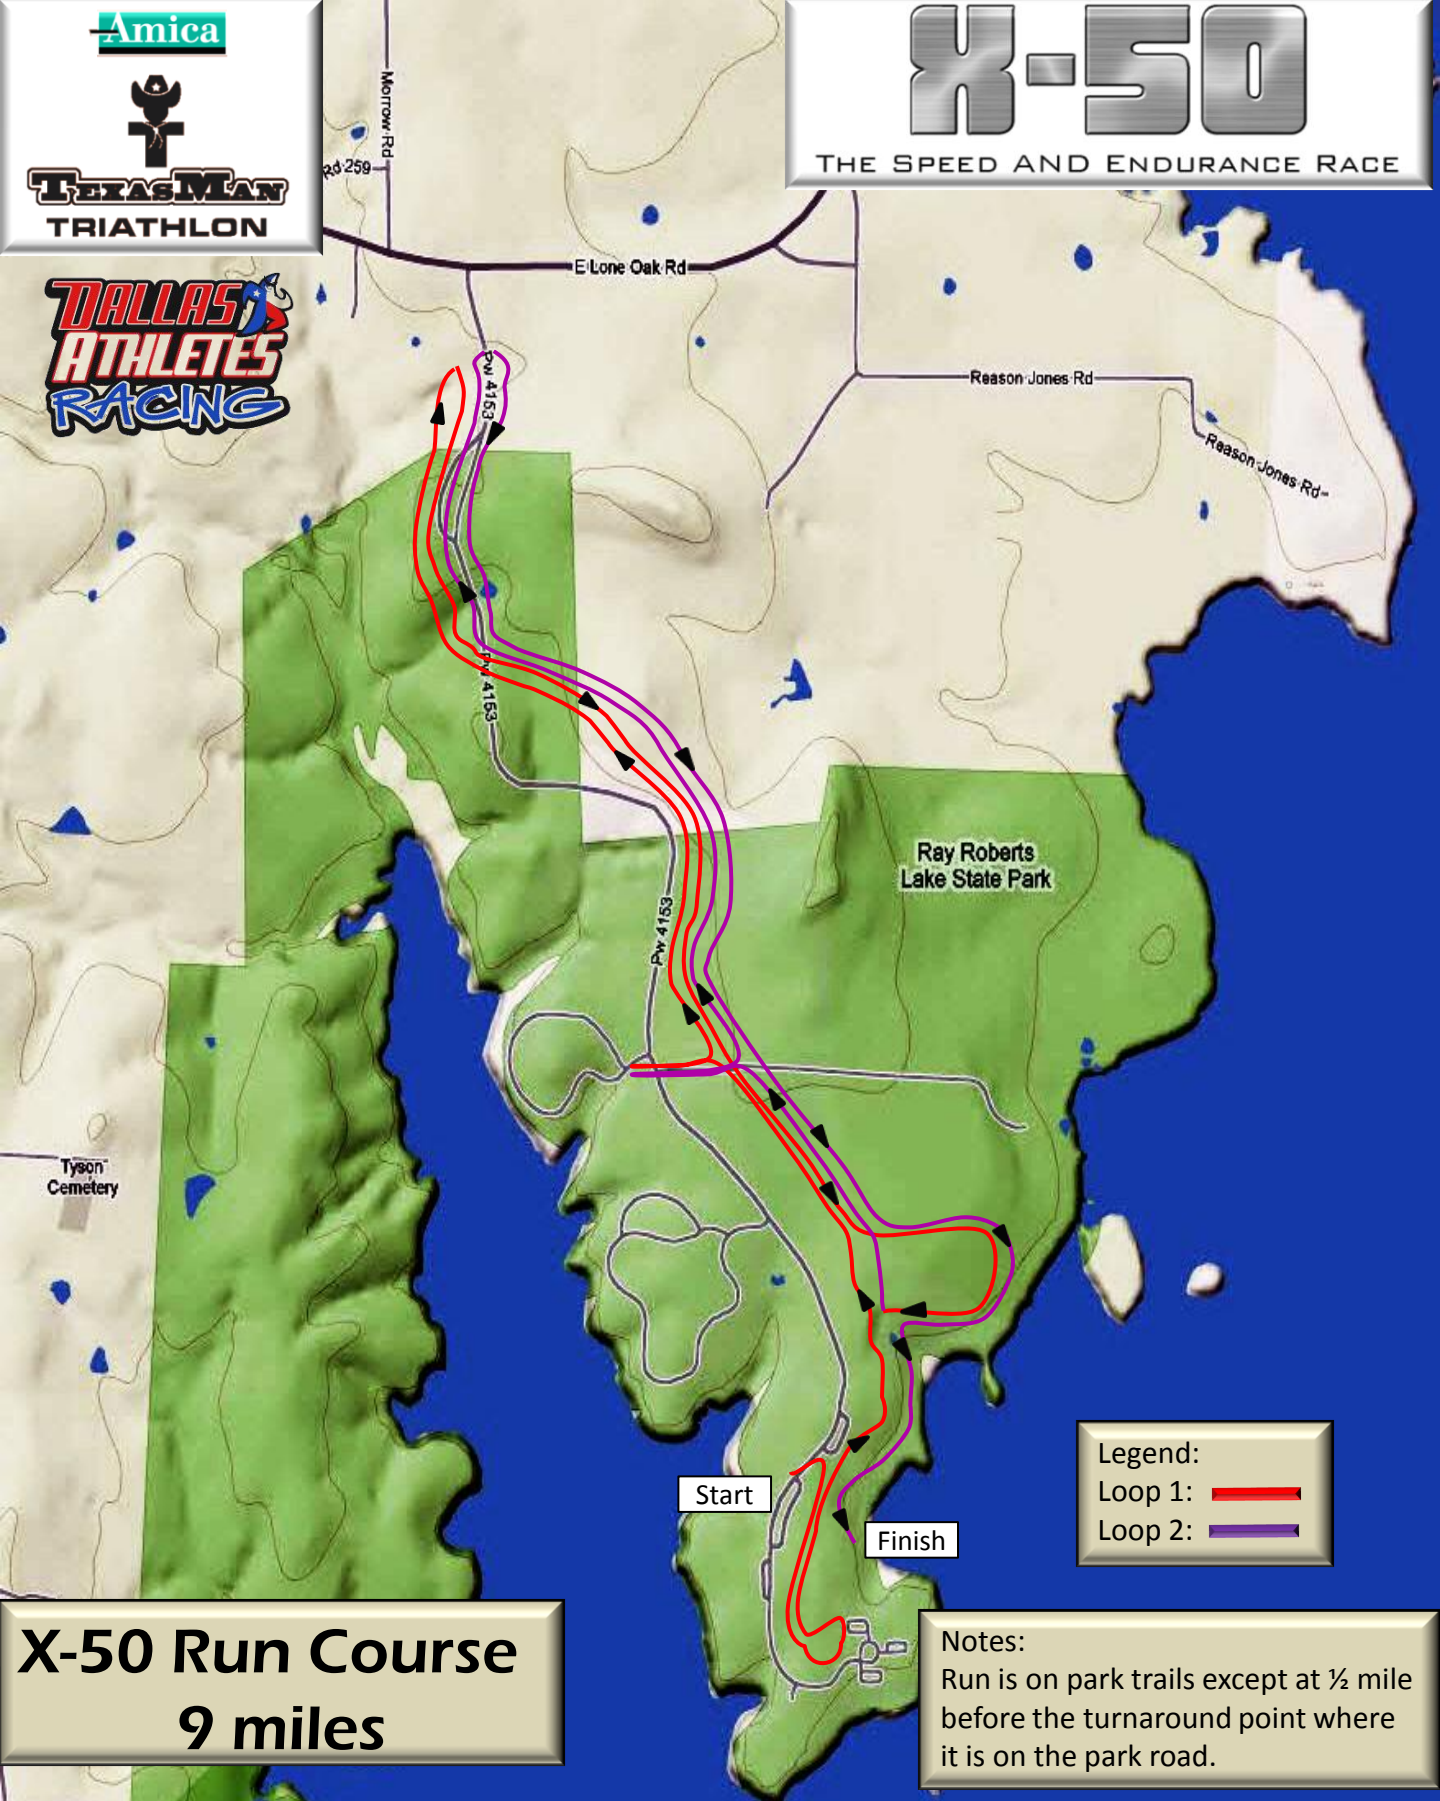 Amica
TEXASMAN
TRIATHLON
X-50
THE SPEED AND ENDURANCE RACE
DALLAS
ATHLETES
RACING
Morrow Rd
Rd 259
E Lone Oak Rd
Pw 4153
Reason Jones Rd
Reason Jones Rd
Pw 4153
Ray Roberts
Lake State Park
Pw 4153
Tyson
Cemetery
Start
Finish
Legend:
Loop 1:
Loop 2:
X-50 Run Course
9 miles
Notes:
Run is on park trails except at ½ mile
before the turnaround point where
it is on the park road.